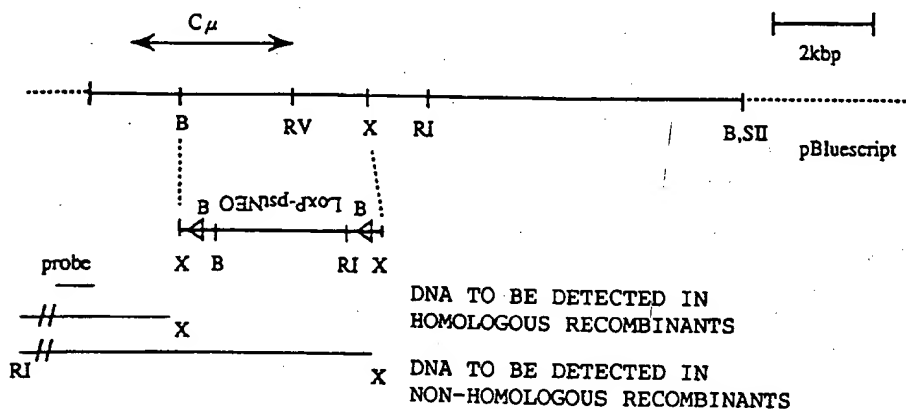 Cμ
2kbp
B RV X RI B,SII pBluescript
B LoxP-pstNEO B
X B RI X
probe
DNA TO BE DETECTED IN
HOMOLOGOUS RECOMBINANTS
X
RI X
DNA TO BE DETECTED IN
NON-HOMOLOGOUS RECOMBINANTS